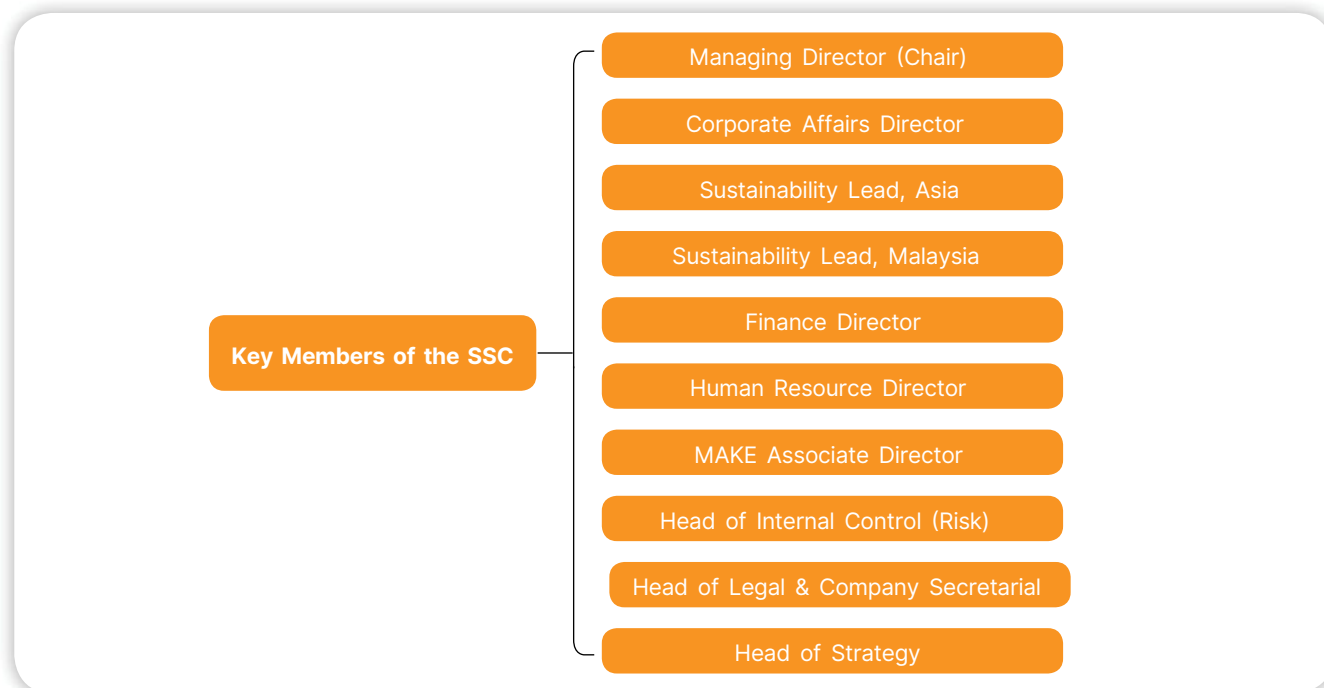 Key Members of the SSC
Managing Director (Chair)
Corporate Affairs Director
Sustainability Lead, Asia
Sustainability Lead, Malaysia
Finance Director
Human Resource Director
MAKE Associate Director
Head of Internal Control (Risk)
Head of Legal & Company Secretarial
Head of Strategy